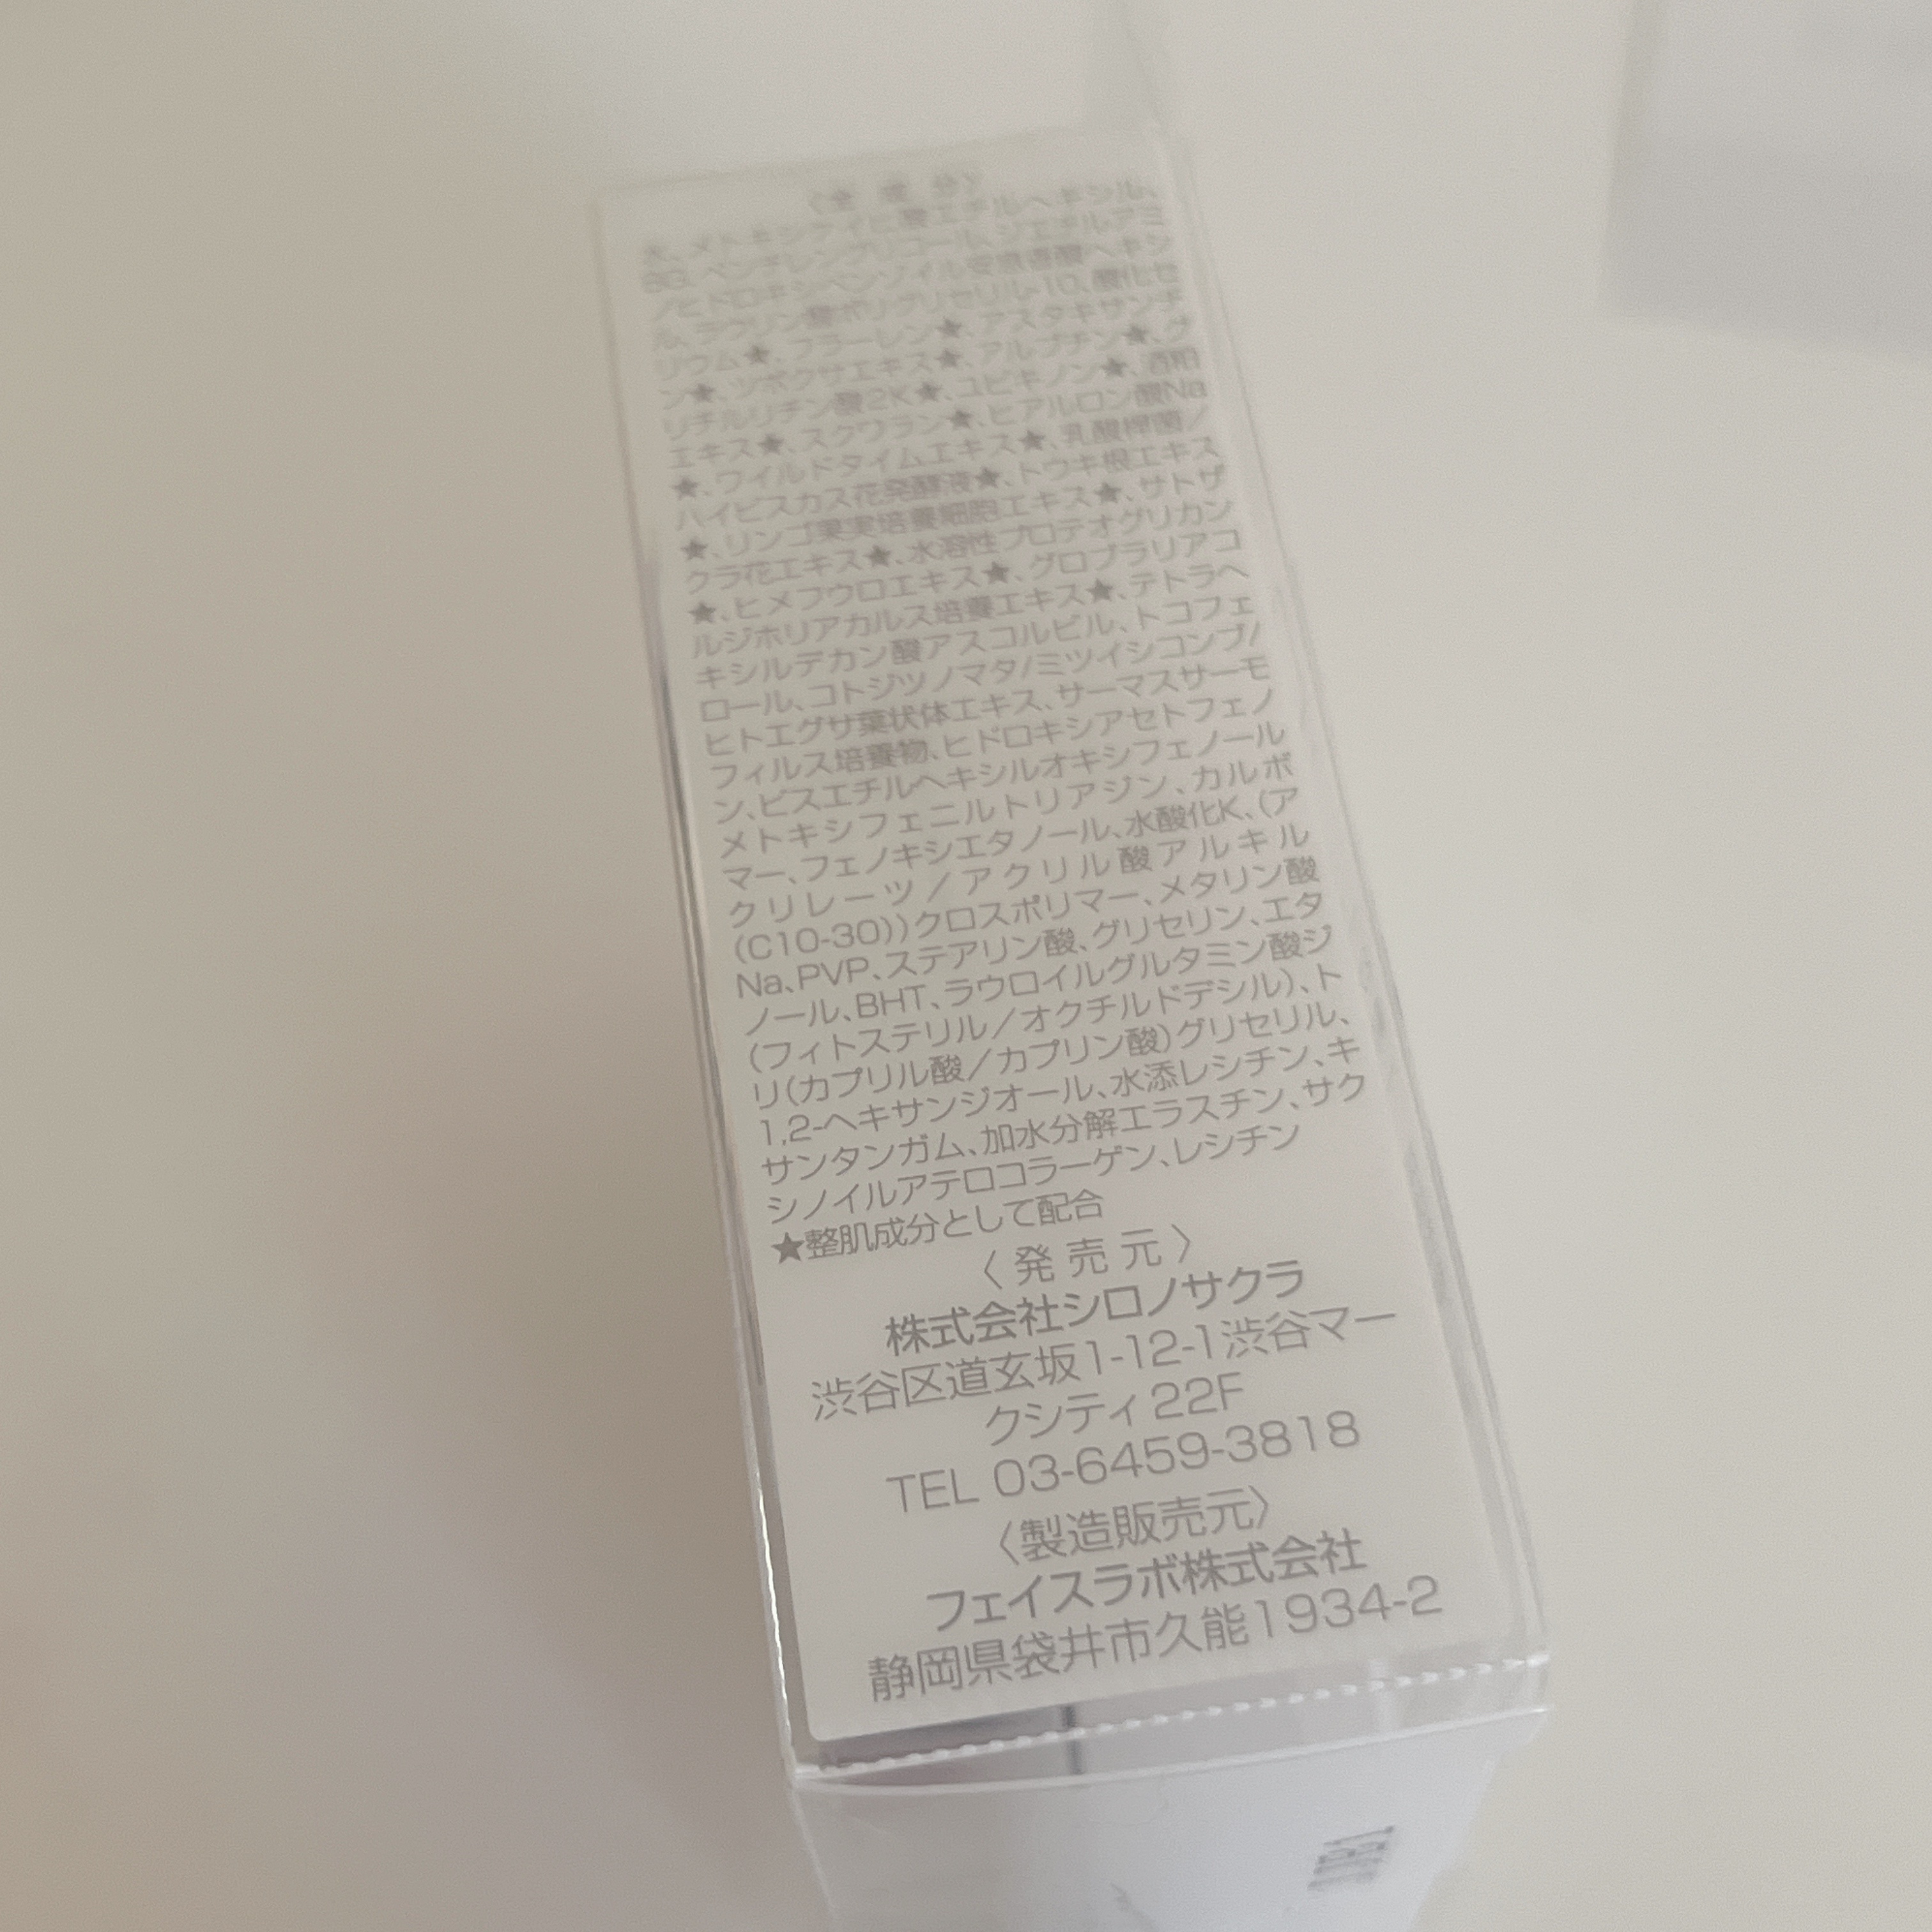 〈全成分〉
水、メトキシケイヒ酸エチルヘキシル、
BG、ペンチレングリコール、ジエチルアミ
ノヒドロキシベンゾイル安息香酸ヘキシ
ル、ラウリン酸ポリグリセリル-10、酸化セ
リウム★、フラーレン★、アスタキサンチ
ン★、ツボクサエキス★、アルブチン★、グ
リチルリチン酸2K★、ユビキノン★、酒粕
エキス★、スクワラン★、ヒアルロン酸Na
★、ワイルドタイムエキス★、乳酸桿菌/
ハイビスカス花発酵液★、トウキ根エキス
★、リンゴ果実培養細胞エキス★、サトザ
クラ花エキス★、水溶性プロテオグリカン
★、ヒメフウロエキス★、グロブラリアコ
ルジホリアカルス培養エキス★、テトラヘ
キシルデカン酸アスコルビル、トコフェ
ロール、コトジツノマタ/ミツイシコンブ/
ヒトエグサ葉状体エキス、サーマスサーモ
フィルス培養物、ヒドロキシアセトフェノ
ン、ビスエチルヘキシルオキシフェノール
メトキシフェニルトリアジン、カルボ
マー、フェノキシエタノール、水酸化K、(ア
クリレーツ/アクリル酸アルキル
(C10-30))クロスポリマー、メタリン酸
Na、PVP、ステアリン酸、グリセリン、エタ
ノール、BHT、ラウロイルグルタミン酸ジ
(フィトステリル/オクチルドデシル)、ト
リ(カプリル酸/カプリン酸)グリセリル、
1,2-ヘキサンジオール、水添レシチン、キ
サンタンガム、加水分解エラスチン、サク
シノイルアテロコラーゲン、レシチン
★整肌成分として配合
〈発売元〉
株式会社シロノサクラ
渋谷区道玄坂1-12-1渋谷マー
クシティ22F
TEL 03-6459-3818
〈製造販売元〉
フェイスラボ株式会社
静岡県袋井市久能1934-2